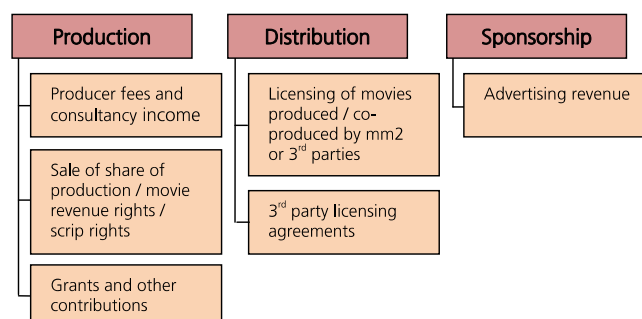 Production
Producer fees and
consultancy income
Sale of share of
production / movie
revenue rights /
scrip rights
Grants and other
contributions
Distribution
Licensing of movies
produced / co-
produced by mm2
or 3rd parties
3rd party licensing
agreements
Sponsorship
Advertising revenue